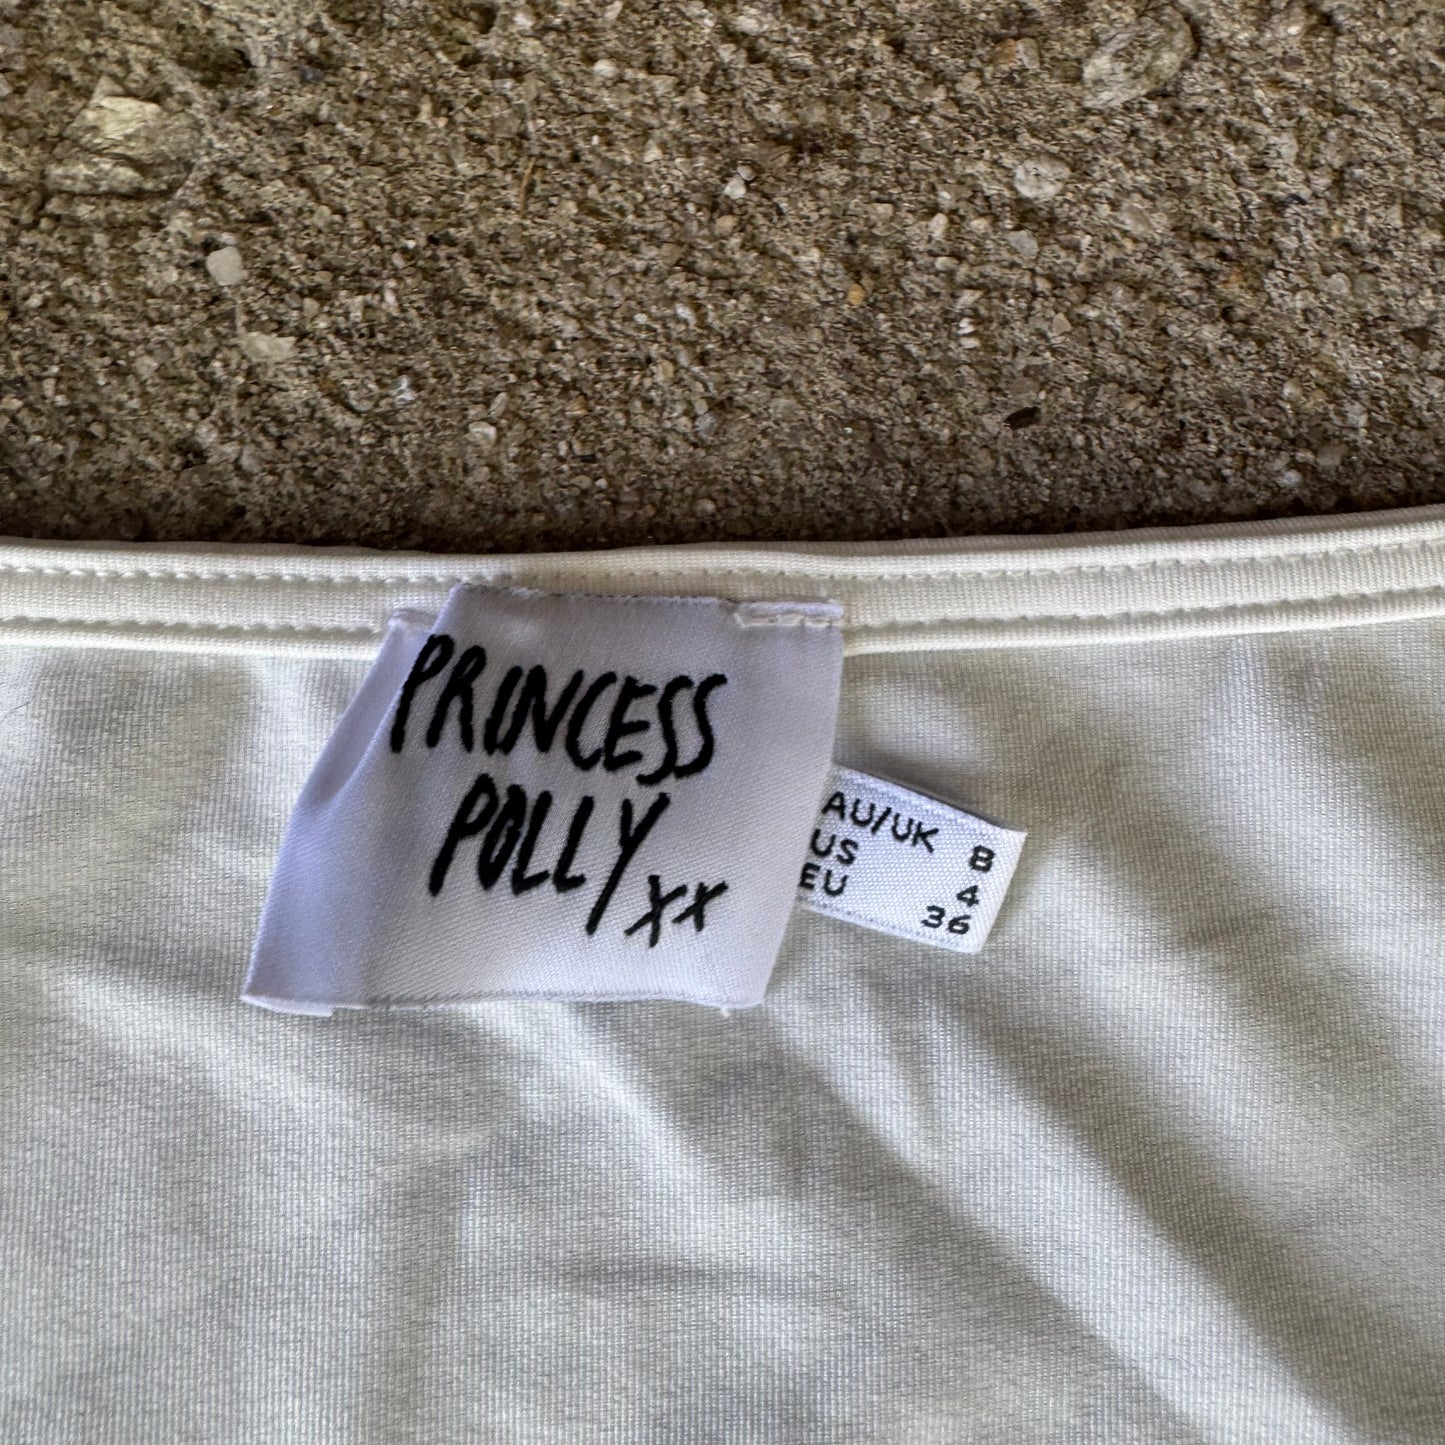 PRINCESS
POLLY xx
AU/UK 8
US 4
EU 36